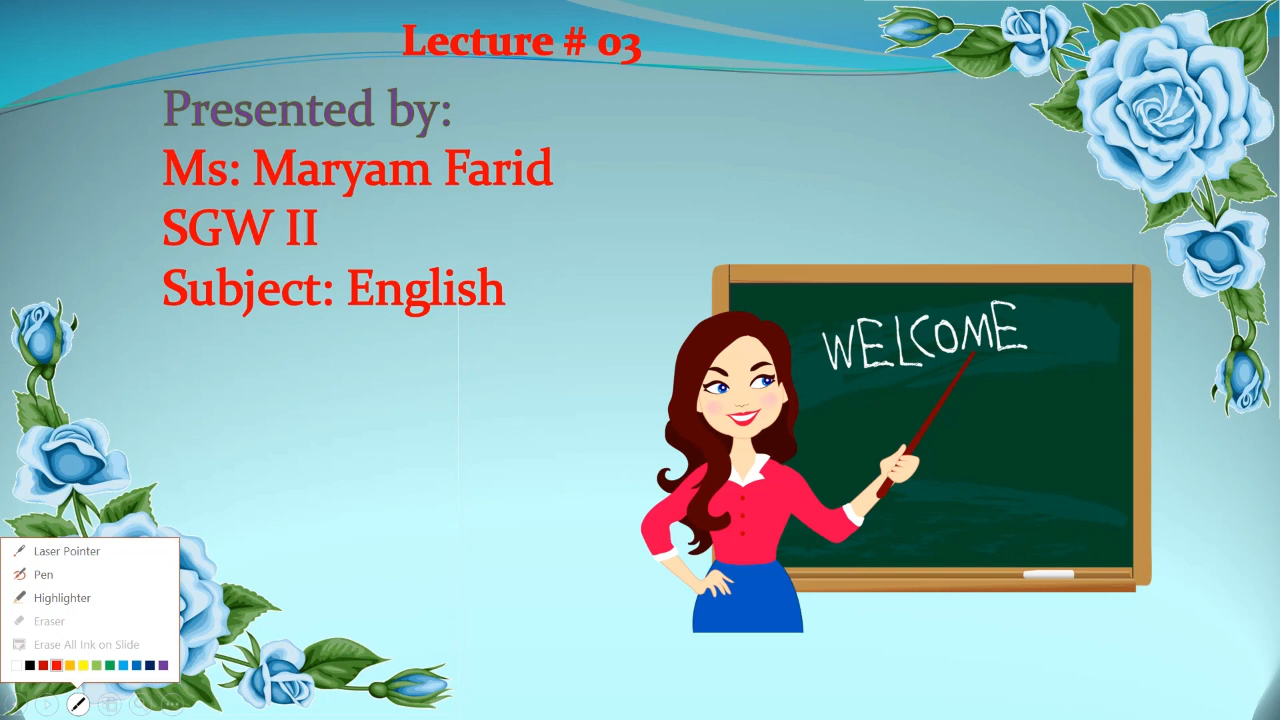 Lecture # 03
Presented by:
Ms: Maryam Farid
SGW II
Subject: English
WELCOME
Laser Pointer
Pen
Highlighter
Eraser
Erase All Ink on Slide